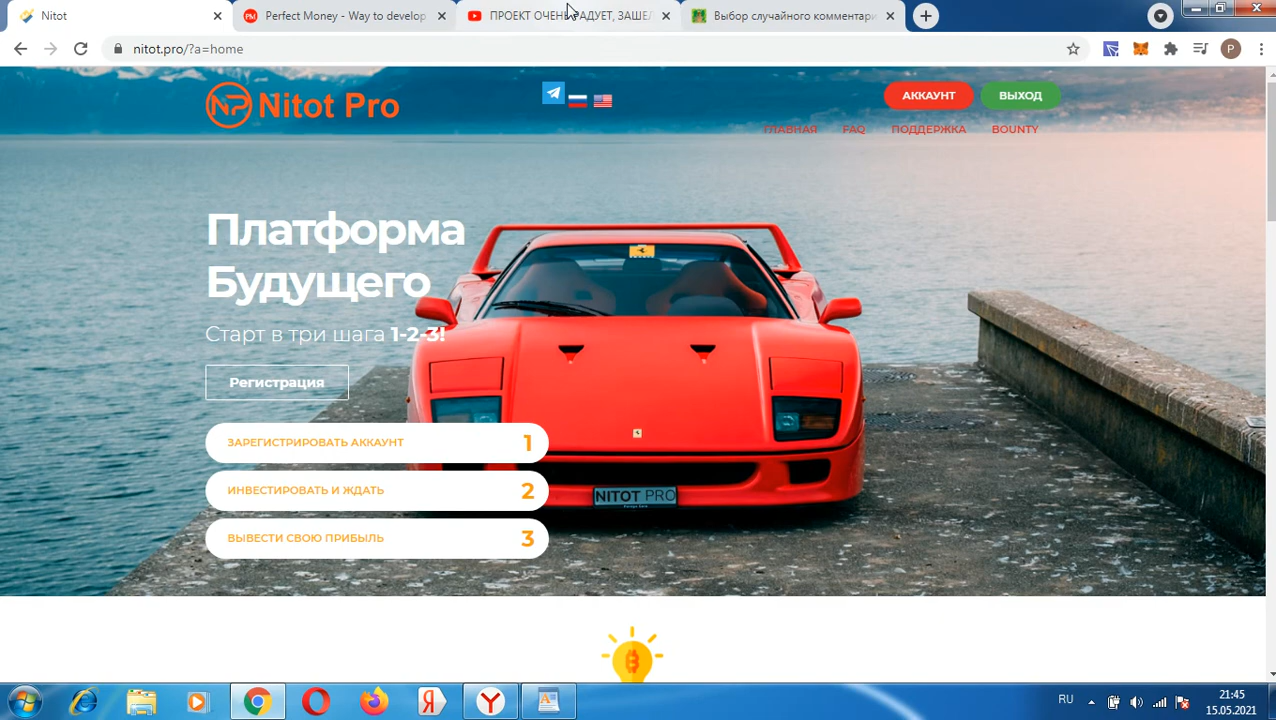 Nitot
Perfect Money - Way to develop
ПРОЕКТ ОЧЕНЬ РАДУЕТ, ЗАШЕЛ
Выбор случайного комментари
nitot.pro/?a=home
P
NP Nitot Pro
АККАУНТ
ВЫХОД
ГЛАВНАЯ
FAQ
ПОДДЕРЖКА
BOUNTY
Платформа
Будущего
Старт в три шага 1-2-3!
Регистрация
ЗАРЕГИСТРИРОВАТЬ АККАУНТ 1
ИНВЕСТИРОВАТЬ И ЖДАТЬ 2
ВЫВЕСТИ СВОЮ ПРИБЫЛЬ 3
NITOT PRO
RU
21:45
15.05.2021